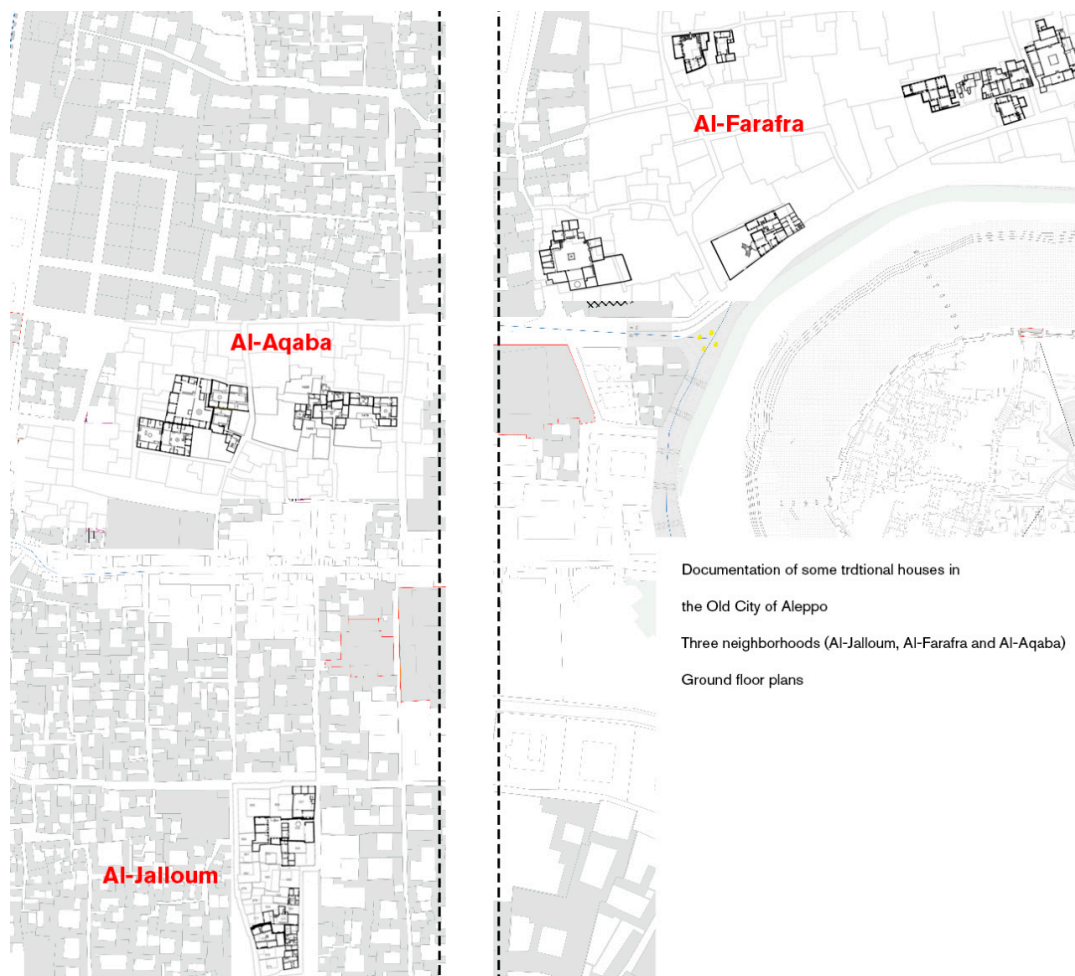 Al-Farafra
Al-Aqaba
Al-Jalloum
Documentation of some trdtional houses in
the Old City of Aleppo
Three neighborhoods (Al-Jalloum, Al-Farafra and Al-Aqaba)
Ground floor plans